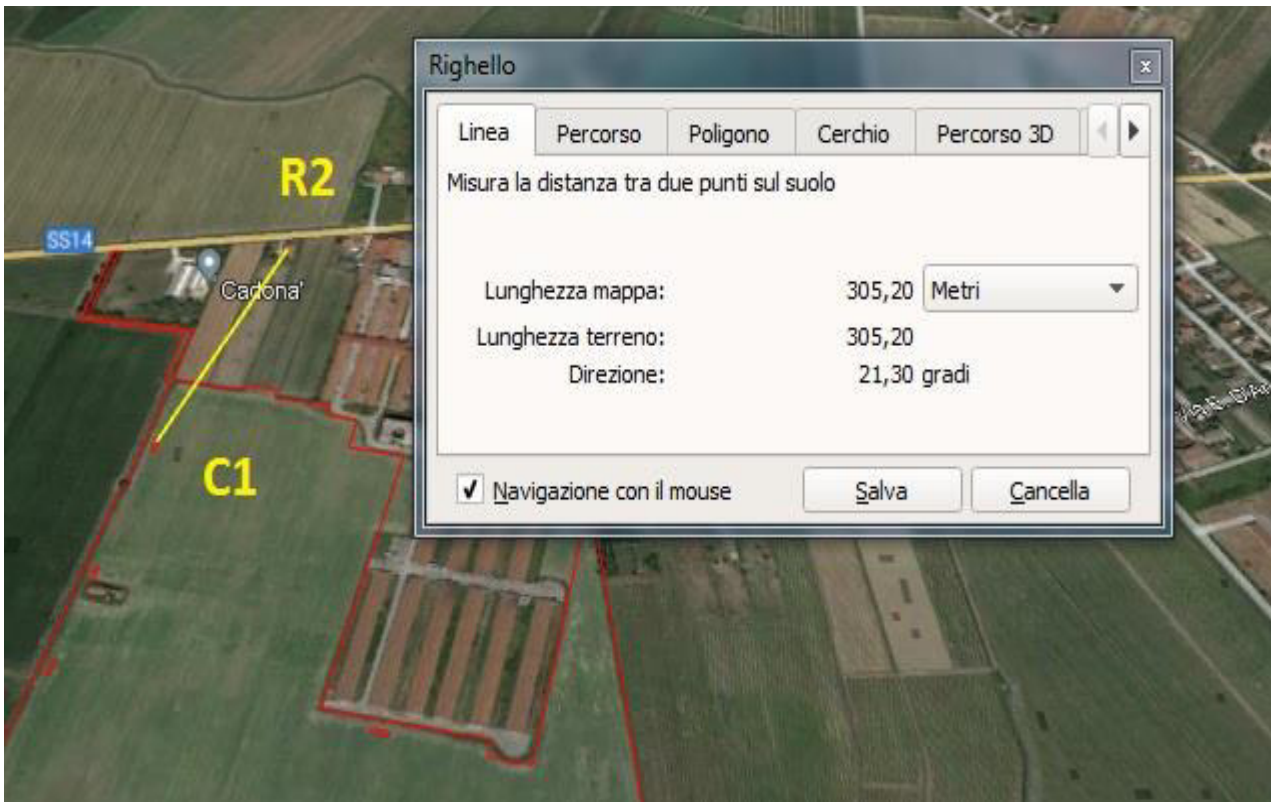 Righello
Linea
Percorso
Poligono
Cerchio
Percorso 3D
Misura la distanza tra due punti sul suolo
Lunghezza mappa: 305,20 Metri
Lunghezza terreno: 305,20
Direzione: 21,30 gradi
Navigazione con il mouse
Salva
Cancella
R2
SS14
Cadona'
C1